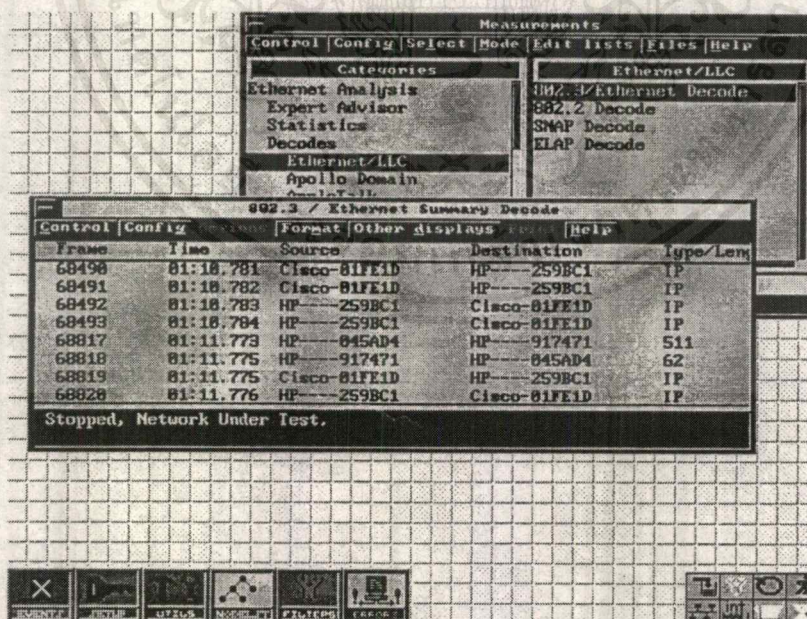 Measurements
Control Config Select Mode Edit lists Files Help
Categories
Ethernet Analysis
Expert Advisor
Statistics
Decodes
Ethernet/LLC
Apollo Domain
AppleTalk
Ethernet/LLC
802.3/Ethernet Decode
802.2 Decode
SNAP Decode
ELAP Decode
802.3 / Ethernet Summary Decode
Control Config Format Other displays Help
Frame Time Source Destination Type/Len
68490 01:10.781 Cisco-01FE1D HP----259BC1 IP
68491 01:10.782 Cisco-01FE1D HP----259BC1 IP
68492 01:10.783 HP----259BC1 Cisco-01FE1D IP
68493 01:10.784 HP----259BC1 Cisco-01FE1D IP
68817 01:11.773 HP----045AD4 HP----917471 511
68818 01:11.775 HP----917471 HP----045AD4 62
68819 01:11.775 Cisco-01FE1D HP----259BC1 IP
68820 01:11.776 HP----259BC1 Cisco-01FE1D IP
Stopped, Network Under Test.
EVENTS SETUP UTILS FILTERS ERRORS